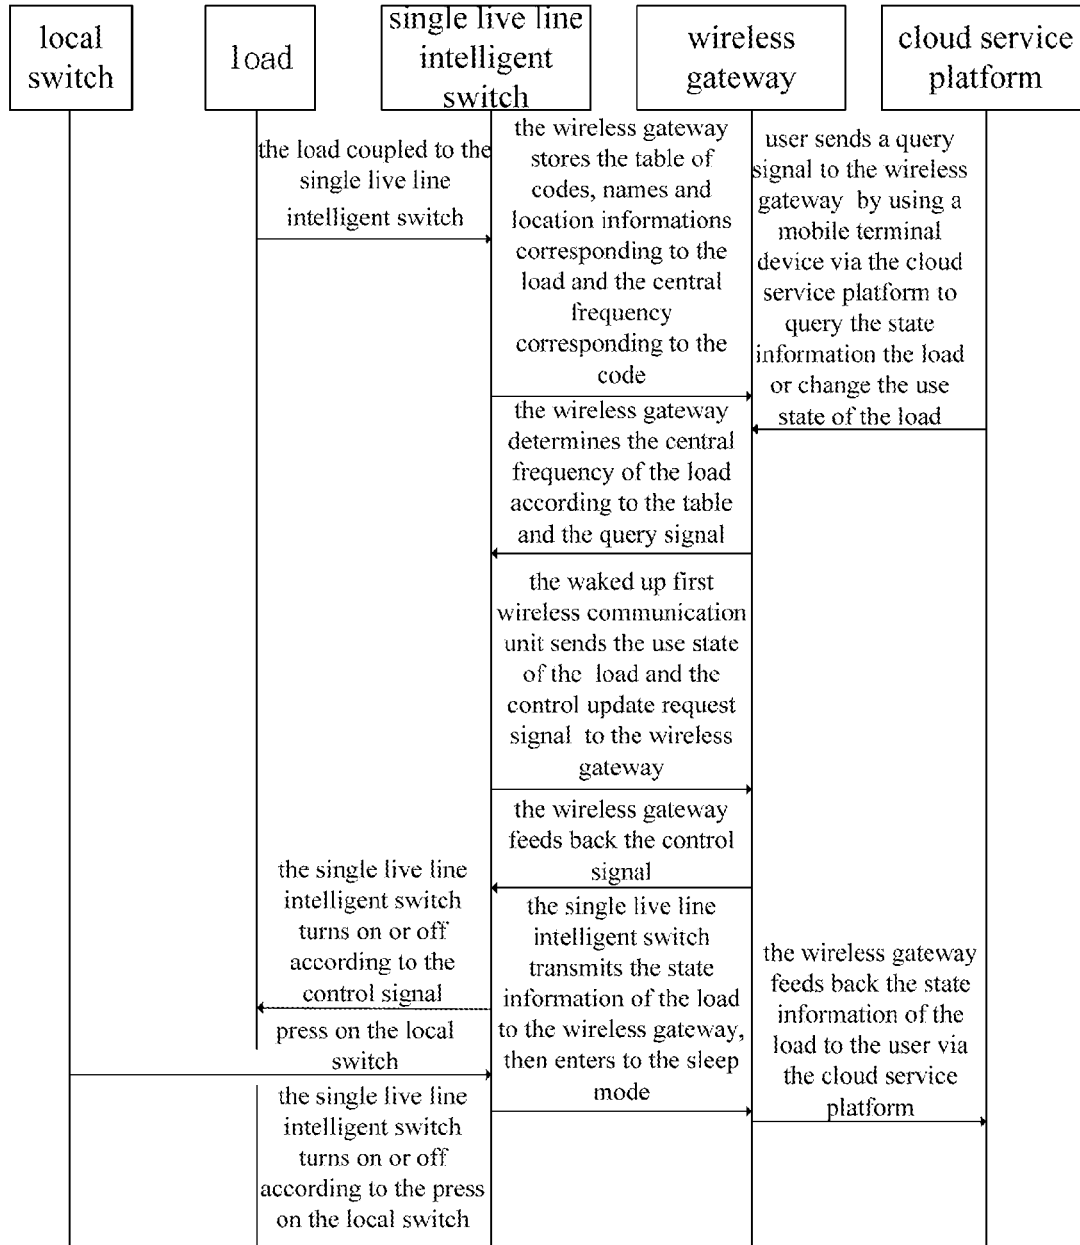 local
switch
load
single live line
intelligent
switch
wireless
gateway
cloud service
platform
the load coupled to the
single live line
intelligent switch
the wireless gateway
stores the table of
codes, names and
location informations
corresponding to the
load and the central
frequency
corresponding to the
code
user sends a query
signal to the wireless
gateway by using a
mobile terminal
device via the cloud
service platform to
query the state
information the load
or change the use
state of the load
the wireless gateway
determines the central
frequency of the load
according to the table
and the query signal
the waked up first
wireless communication
unit sends the use state
of the load and the
control update request
signal to the wireless
gateway
the wireless gateway
feeds back the control
signal
the single live line
intelligent switch
turns on or off
according to the
control signal
the single live line
intelligent switch
transmits the state
information of the load
to the wireless gateway,
then enters to the sleep
mode
the wireless gateway
feeds back the state
information of the
load to the user via
the cloud service
platform
press on the local
switch
the single live line
intelligent switch
turns on or off
according to the press
on the local switch